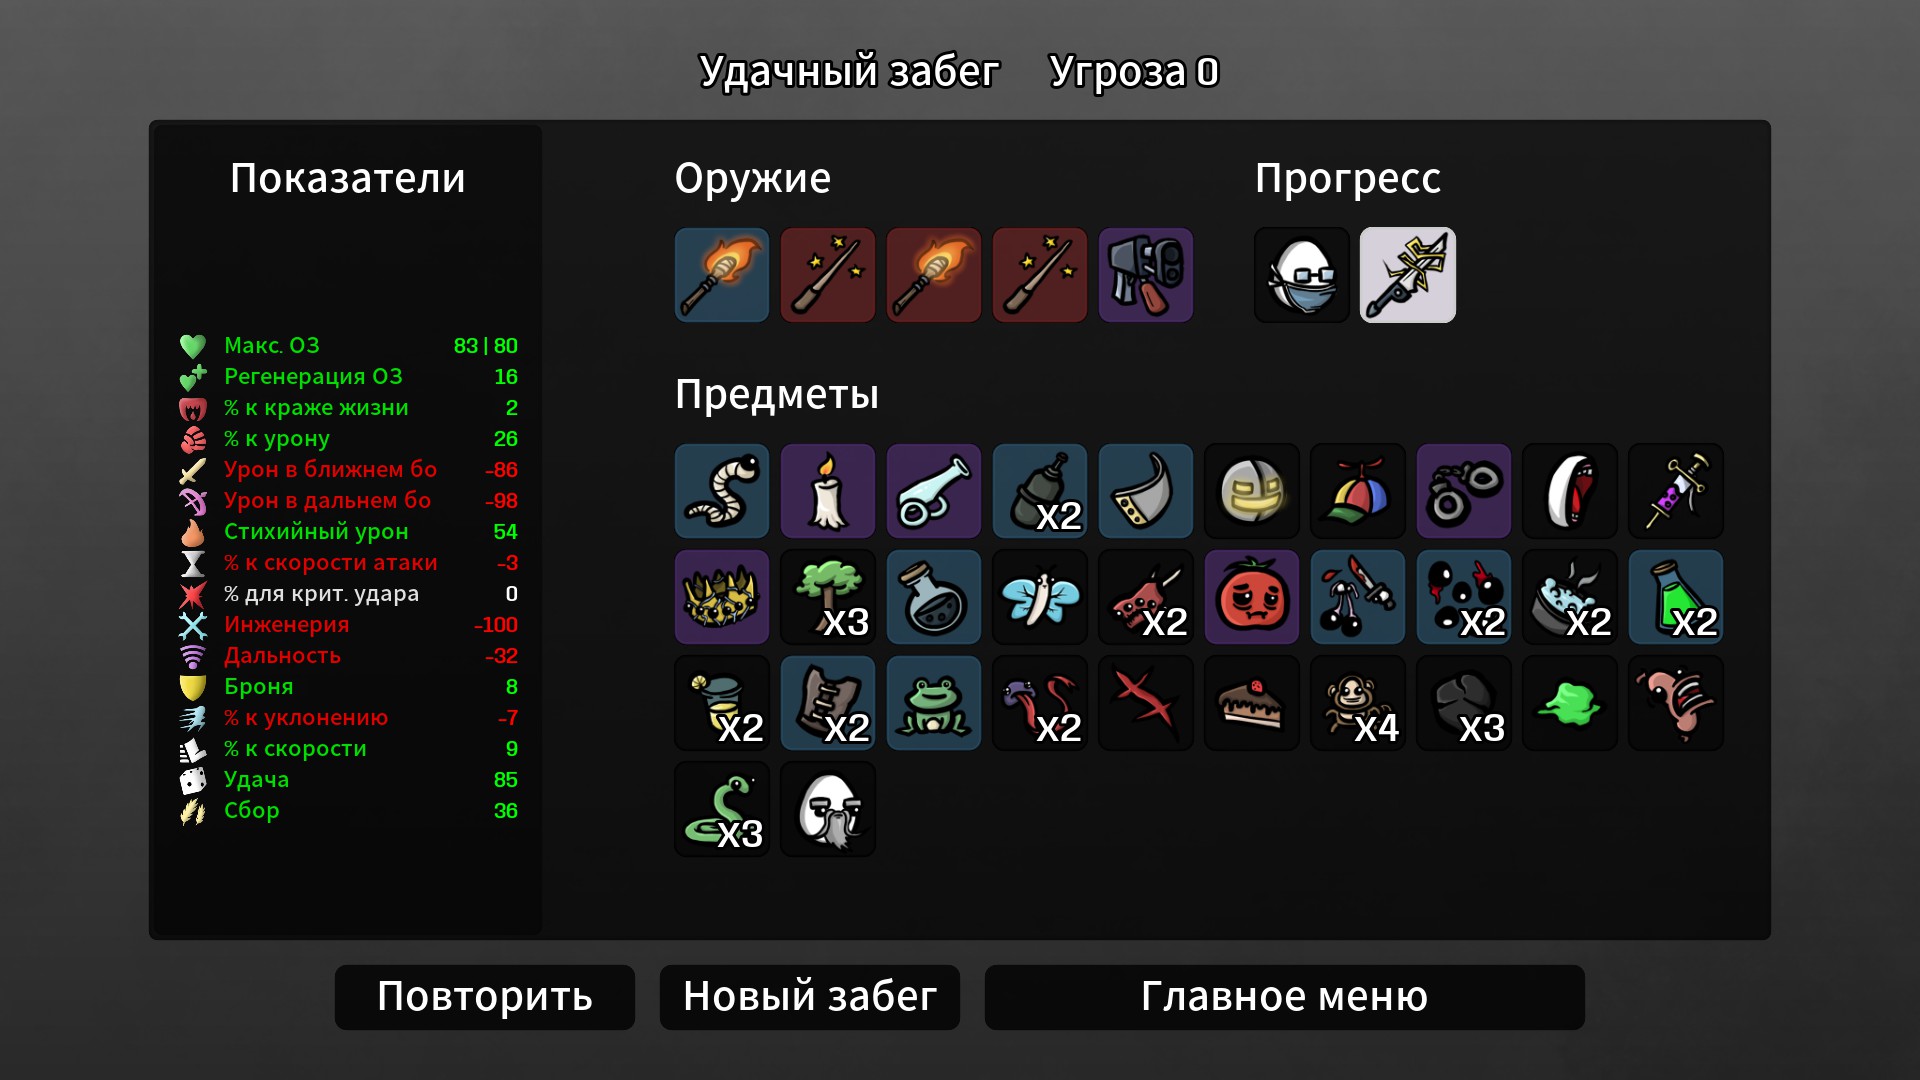 Удачный забег Угроза 0
Показатели
Макс. ОЗ 83 | 80
Регенерация ОЗ 16
% к краже жизни 2
% к урону 26
Урон в ближнем бо -86
Урон в дальнем бо -98
Стихийный урон 54
% к скорости атаки -3
% для крит. удара 0
Инженерия -100
Дальность -32
Броня 8
% к уклонению -7
% к скорости 9
Удача 85
Сбор 36
Оружие
Прогресс
Предметы
X2
X3 X2 X2 X2 X2
X2 X2 X2 X4 X3
X3
Повторить Новый забег Главное меню